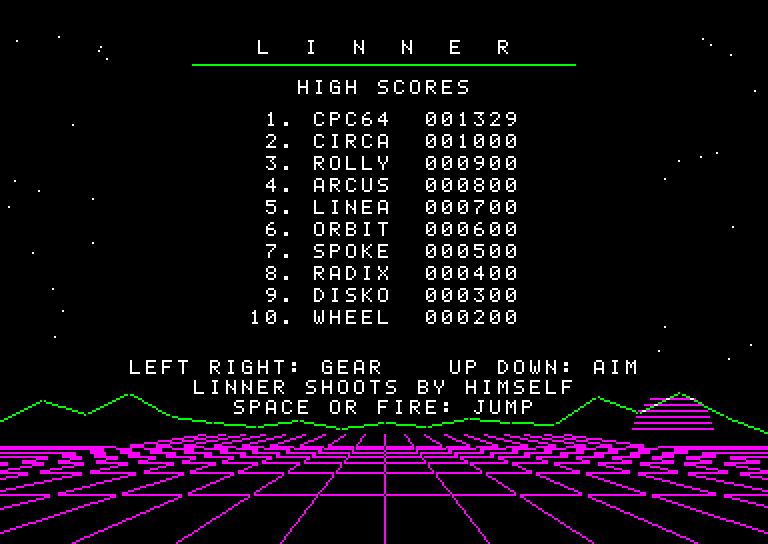 L I N N E R
HIGH SCORES
1. CPC64 001329
2. CIRCA 001000
3. ROLLY 000900
4. ARCUS 000800
5. LINEA 000700
6. ORBIT 000600
7. SPOKE 000500
8. RADIX 000400
9. DISKO 000300
10. WHEEL 000200
LEFT RIGHT: GEAR UP DOWN: AIM
LINNER SHOOTS BY HIMSELF
SPACE OR FIRE: JUMP